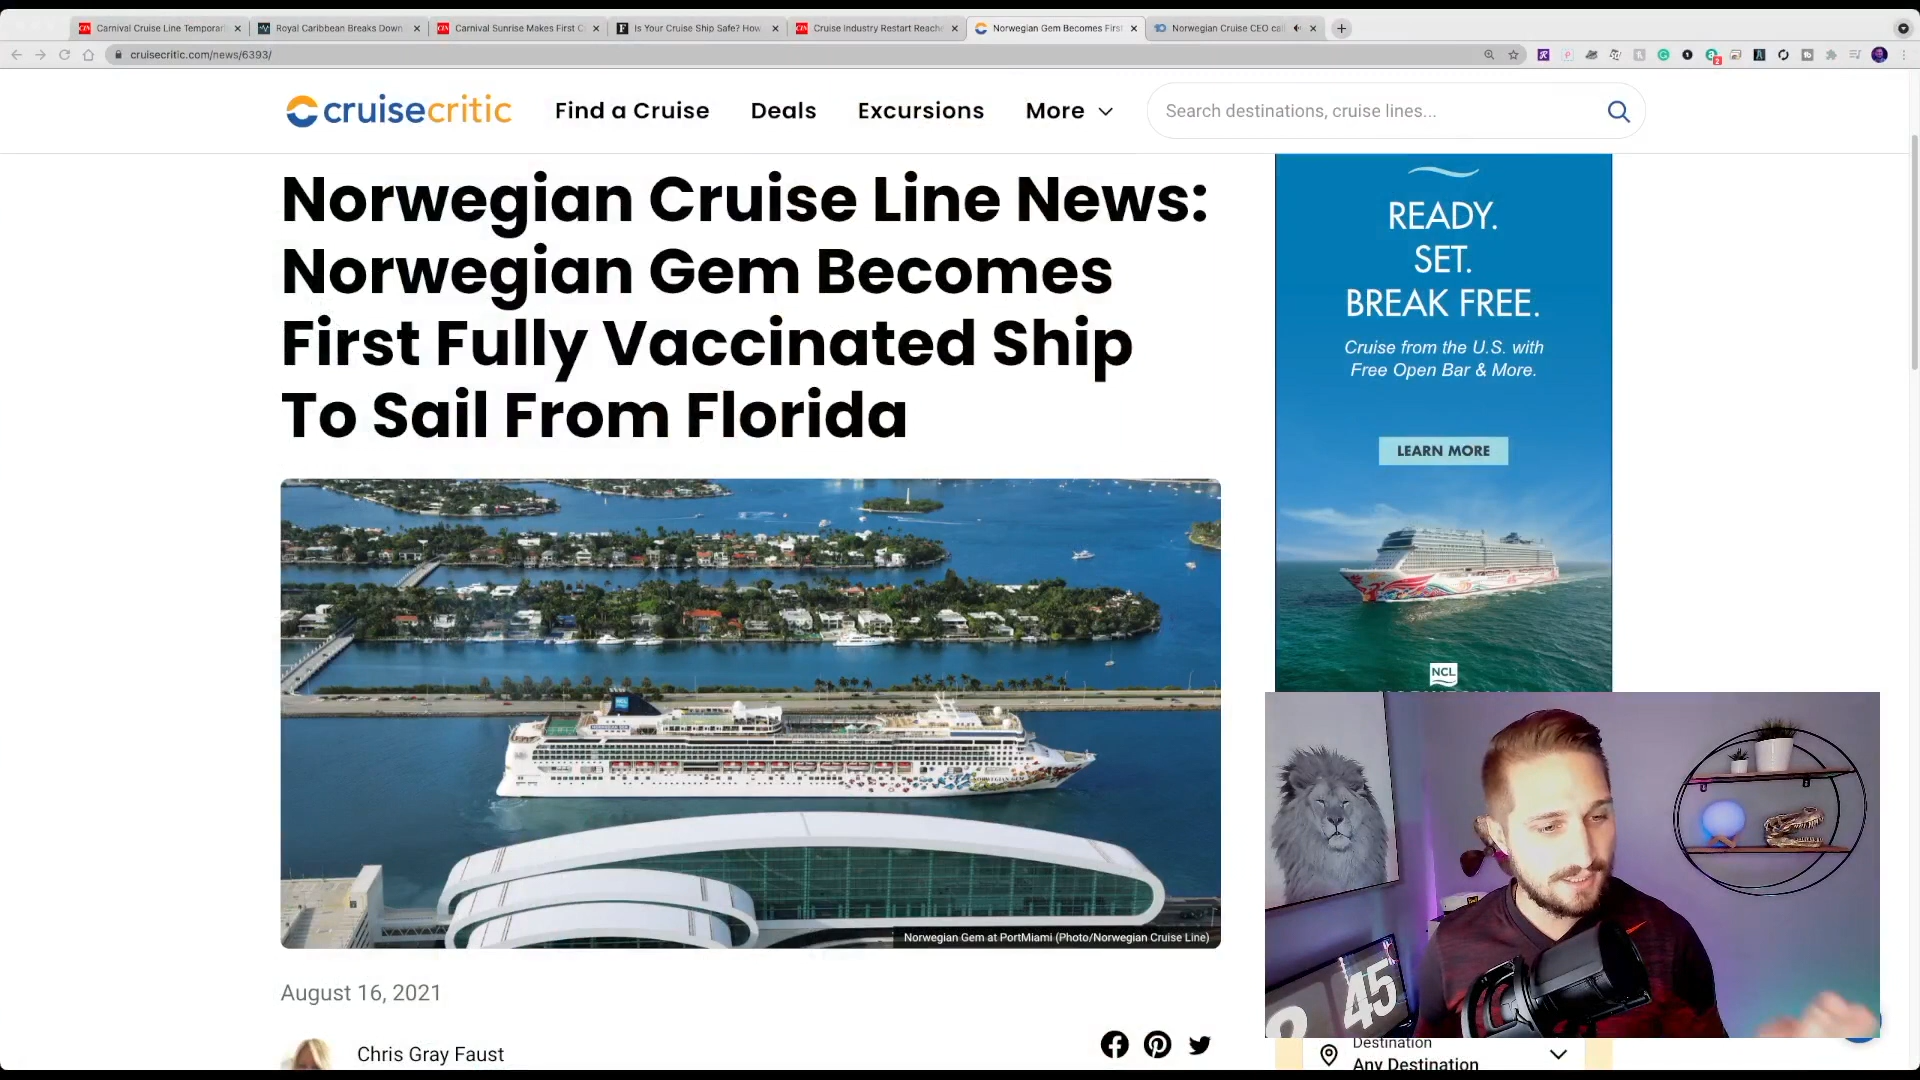 Carnival Cruise Line Temporar
Royal Caribbean Breaks Down
Carnival Sunrise Makes First C
Is Your Cruise Ship Safe? How
Cruise Industry Restart Reache
Norwegian Gem Becomes First
Norwegian Cruise CEO cal
cruisecritic.com/news/6393/
cruisecritic
Find a Cruise
Deals
Excursions
More
Search destinations, cruise lines...
Norwegian Cruise Line News:
Norwegian Gem Becomes
First Fully Vaccinated Ship
To Sail From Florida
READY.
SET.
BREAK FREE.
Cruise from the U.S. with
Free Open Bar & More.
LEARN MORE
NCL
NCL
NORWEGIAN GEM
Norwegian Gem at PortMiami (Photo/Norwegian Cruise Line)
45
August 16, 2021
Chris Gray Faust
Destination
Any Destination